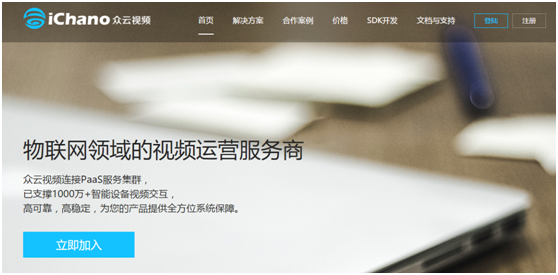 iChano 众云视频
首页 解决方案 合作案例 价格 SDK开发 文档与支持 登陆 注册
物联网领域的视频运营服务商
众云视频连接PaaS服务集群，
已支撑1000万+智能设备视频交互，
高可靠，高稳定，为您的产品提供全方位系统保障。
立即加入